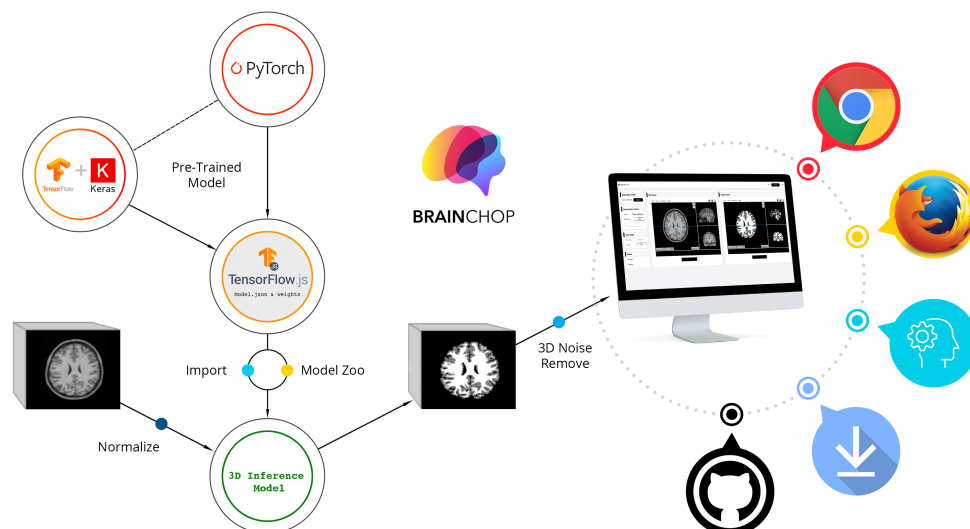 PyTorch
TensorFlow
+
K
Keras
Pre-Trained
Model
BRAINCHOP
JS
TensorFlow.js
Model.json & weights
Import
Model Zoo
3D Noise
Remove
Normalize
3D Inference
Model